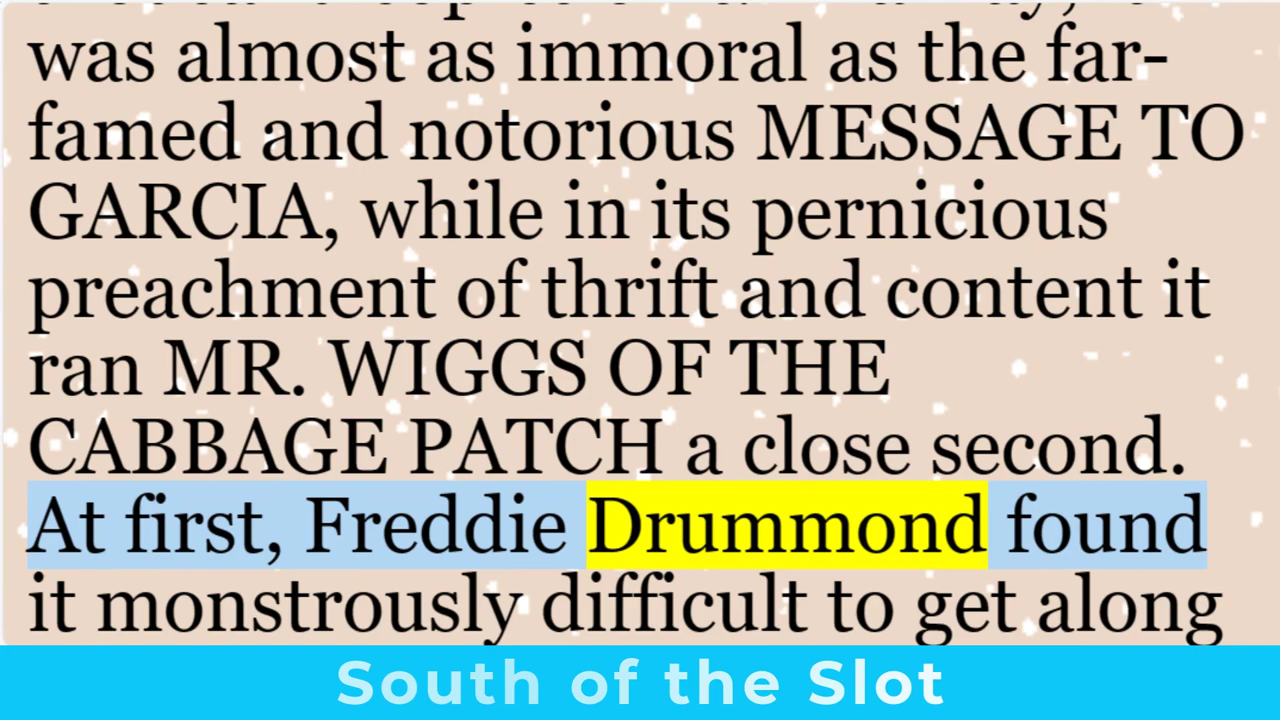 was almost as immoral as the far-
famed and notorious MESSAGE TO
GARCIA, while in its pernicious
preachment of thrift and content it
ran MR. WIGGS OF THE
CABBAGE PATCH a close second.
At first, Freddie Drummond found
it monstrously difficult to get along
South of the Slot